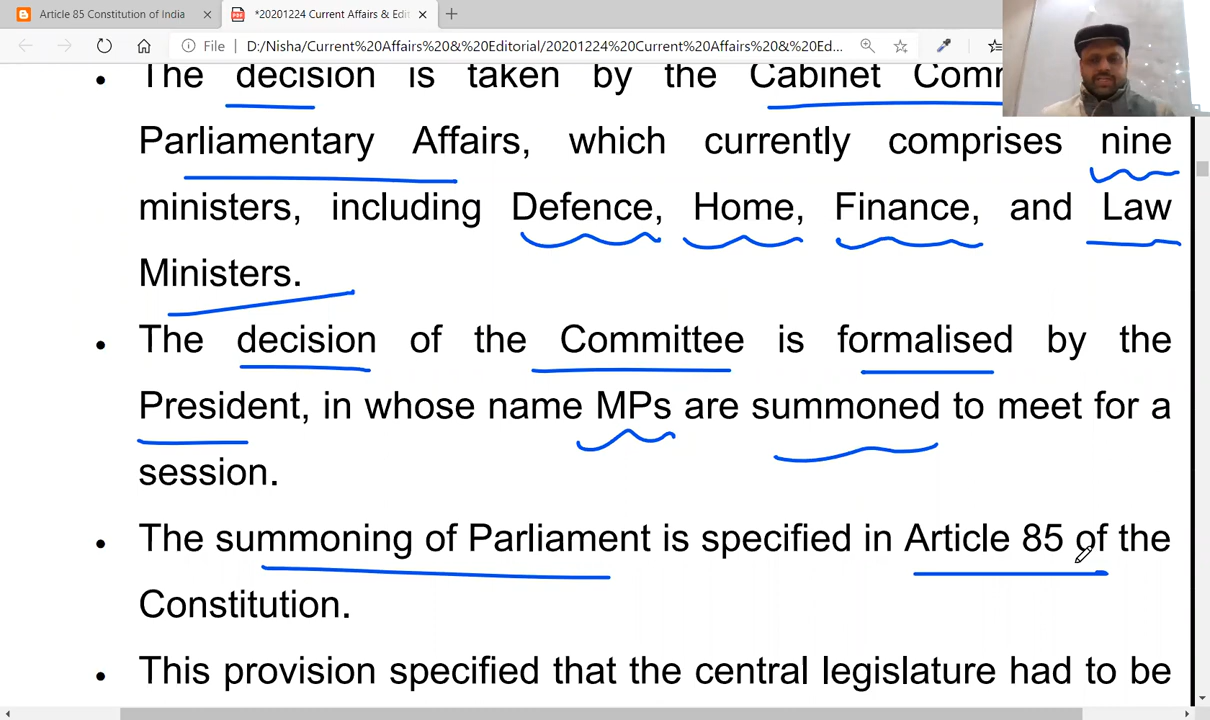 Article 85 Constitution of India
*20201224 Current Affairs & Edit
File
D:/Nisha/Current%20Affairs%20&%20Editorial/20201224%20Current%20Affairs%20&%20Ed...
The decision is taken by the Cabinet
Parliamentary Affairs, which currently comprises nine
ministers, including Defence, Home, Finance, and Law
Ministers.
The decision of the Committee is formalised by the
President, in whose name MPs are summoned to meet for a
session.
The summoning of Parliament is specified in Article 85 of the
Constitution.
This provision specified that the central legislature had to be